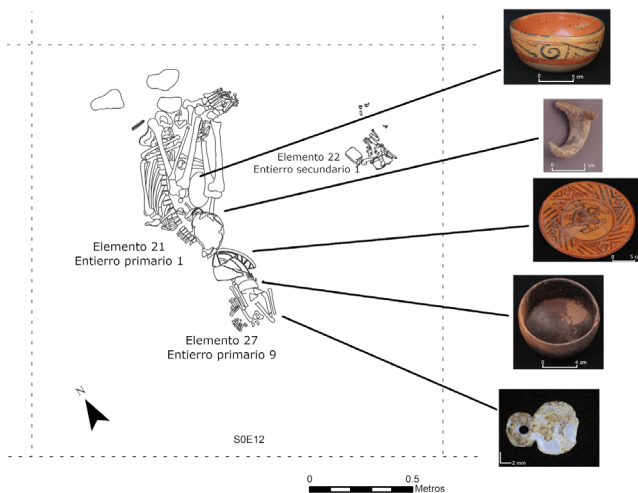 0 5 cm
Elemento 22
Entierro secundario 1
0 1 cm
Elemento 21
Entierro primario 1
0 5 cm
Elemento 27
Entierro primario 9
0 4 cm
N
S0E12
2 mm
0 0.5
Metros